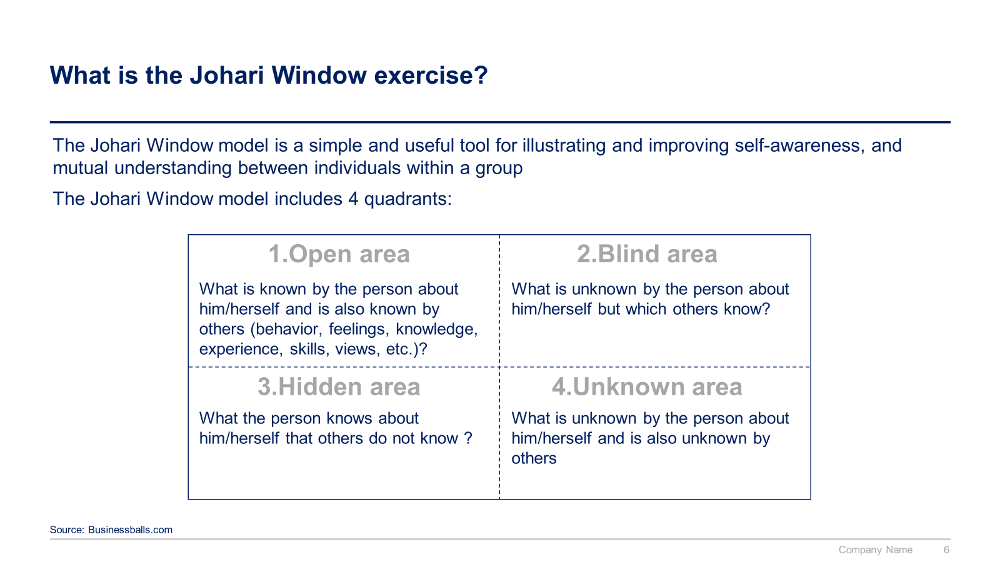 What is the Johari Window exercise?
The Johari Window model is a simple and useful tool for illustrating and improving self-awareness, and
mutual understanding between individuals within a group
The Johari Window model includes 4 quadrants:
1.Open area
What is known by the person about
him/herself and is also known by
others (behavior, feelings, knowledge,
experience, skills, views, etc.)?
2.Blind area
What is unknown by the person about
him/herself but which others know?
3.Hidden area
What the person knows about
him/herself that others do not know ?
4.Unknown area
What is unknown by the person about
him/herself and is also unknown by
others
Source: Businessballs.com
Company Name 6